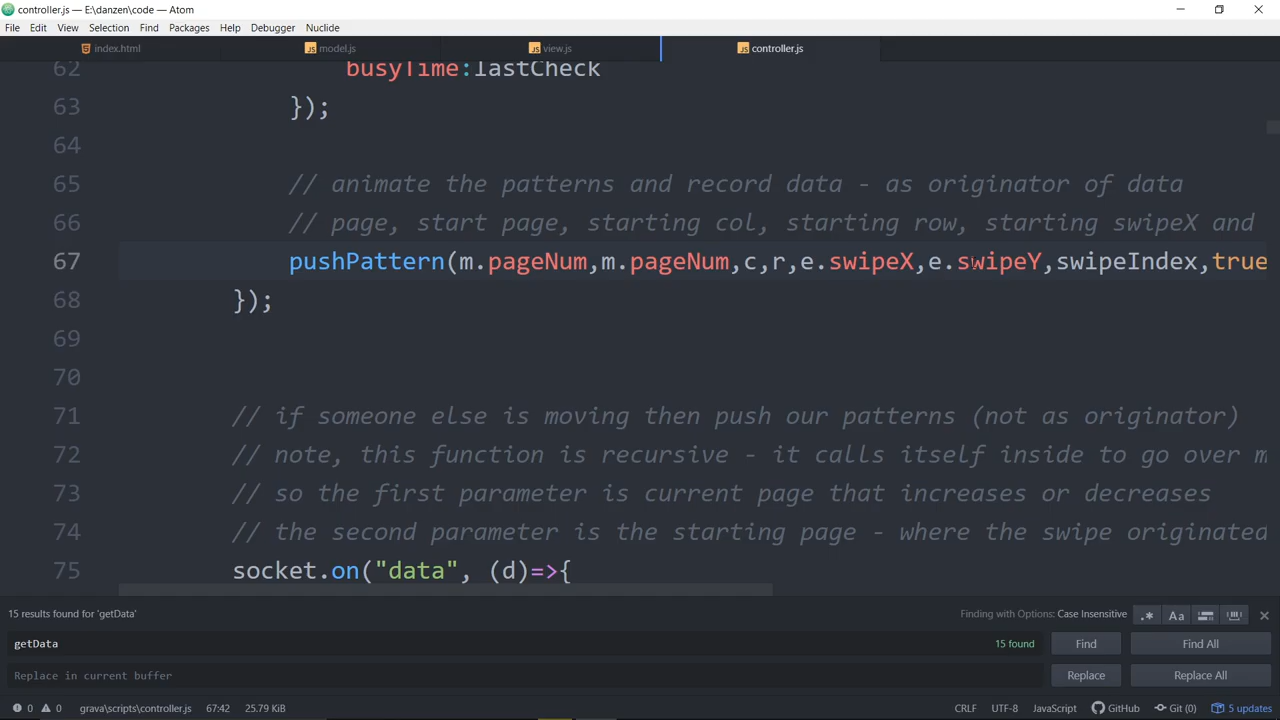 controller.js — E:\danzen\code — Atom
File Edit View Selection Find Packages Help Debugger Nuclide
index.html model.js view.js controller.js
62 busyTime:lastCheck
63 });
64
65 // animate the patterns and record data - as originator of data
66 // page, start page, starting col, starting row, starting swipeX and
67 pushPattern(m.pageNum,m.pageNum,c,r,e.swipeX,e.swipeY,swipeIndex,true
68 });
69
70
71 // if someone else is moving then push our patterns (not as originator)
72 // note, this function is recursive - it calls itself inside to go over m
73 // so the first parameter is current page that increases or decreases
74 // the second parameter is the starting page - where the swipe originated
75 socket.on("data", (d)=>{
15 results found for 'getData' Finding with Options: Case Insensitive .* Aa
getData 15 found Find Find All
Replace in current buffer Replace Replace All
0 0 grava\scripts\controller.js 67:42 25.79 KiB CRLF UTF-8 JavaScript GitHub Git (0) 5 updates